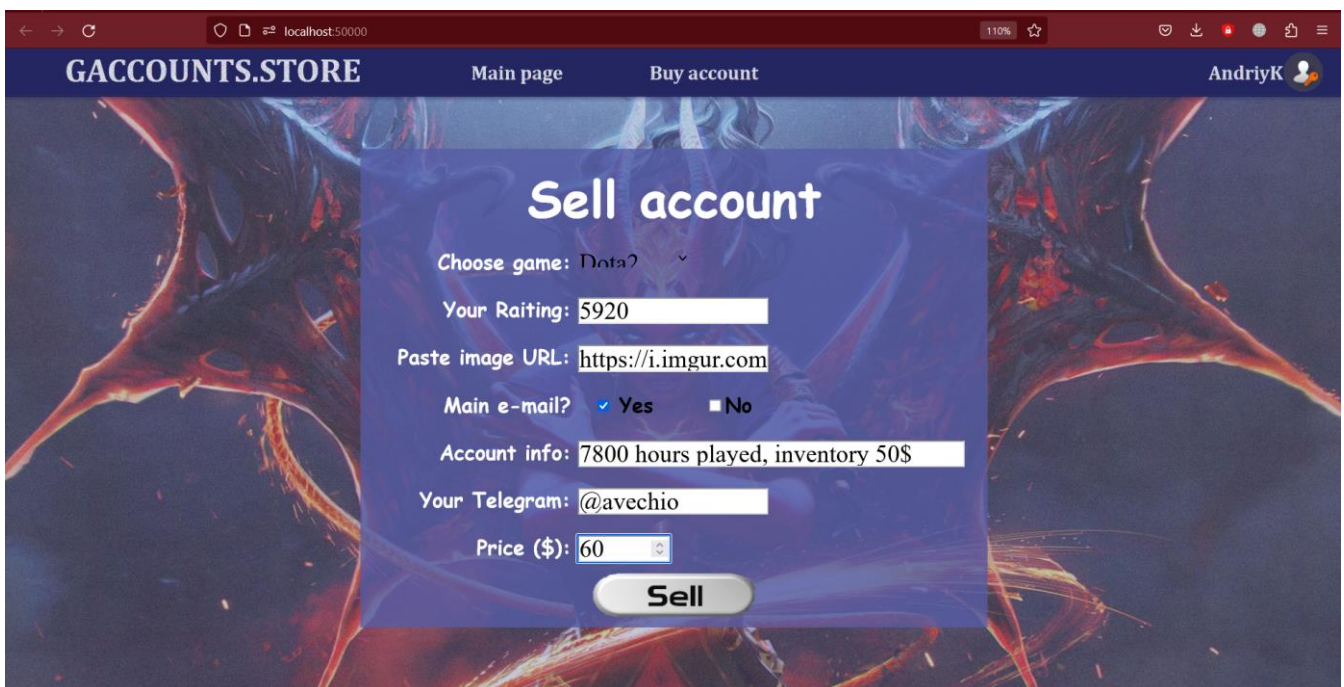 localhost:50000 110%
GACCOUNTS.STORE Main page Buy account AndriyK
Sell account
Choose game: Dota2
Your Raiting: 5920
Paste image URL: https://i.imgur.com
Main e-mail? Yes No
Account info: 7800 hours played, inventory 50$
Your Telegram: @avechio
Price ($): 60
Sell